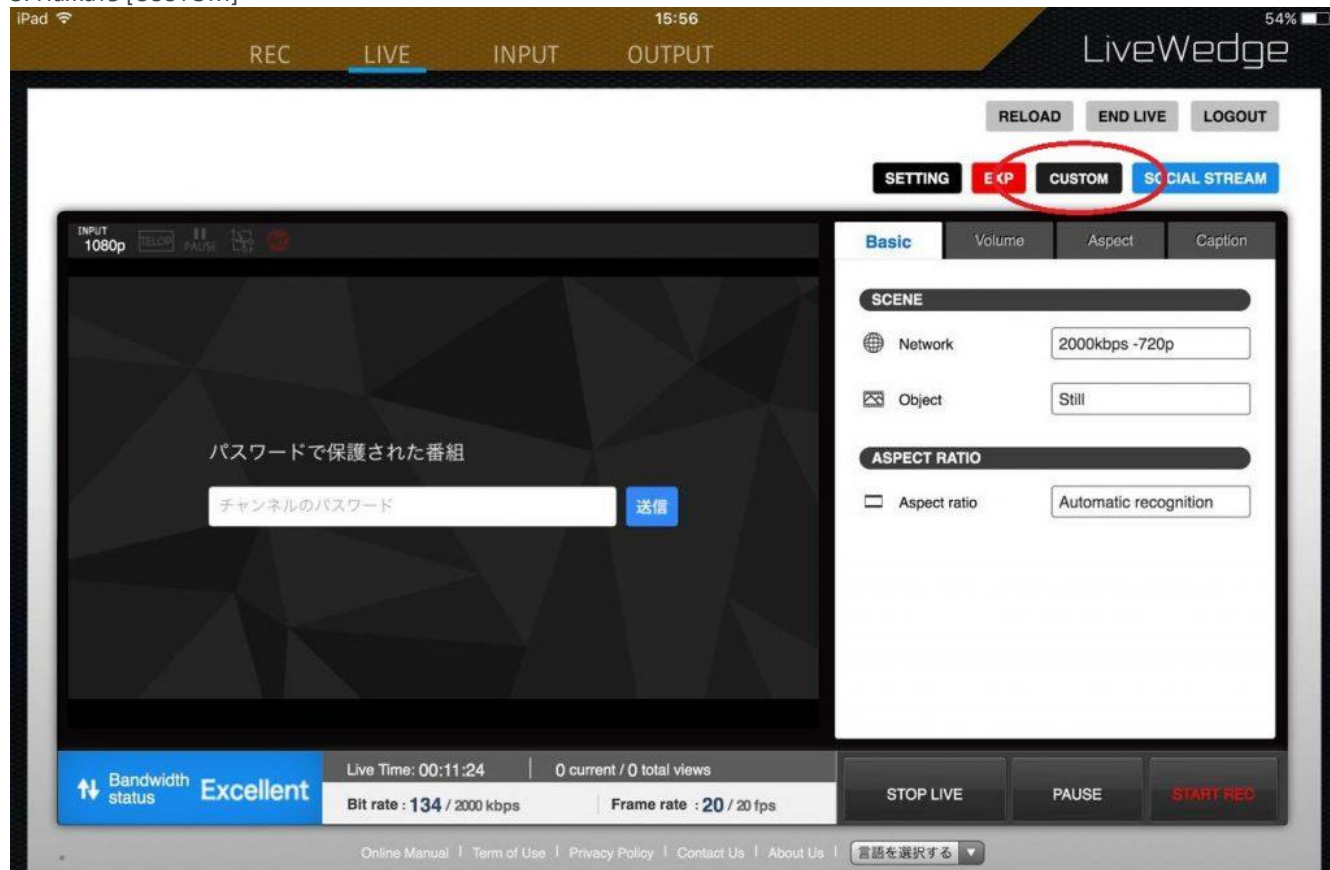 iPad 15:56 54%
REC LIVE INPUT OUTPUT LiveWedge
RELOAD END LIVE LOGOUT
SETTING EXP CUSTOM SOCIAL STREAM
INPUT
1080p TELOP PAUSE
Basic Volume Aspect Caption
SCENE
Network 2000kbps -720p
Object Still
パスワードで保護された番組
チャンネルのパスワード 送信
ASPECT RATIO
Aspect ratio Automatic recognition
Bandwidth status Excellent
Live Time: 00:11:24 0 current / 0 total views
Bit rate : 134 / 2000 kbps Frame rate : 20 / 20 fps
STOP LIVE PAUSE START REC
Online Manual | Term of Use | Privacy Policy | Contact Us | About Us | 言語を選択する